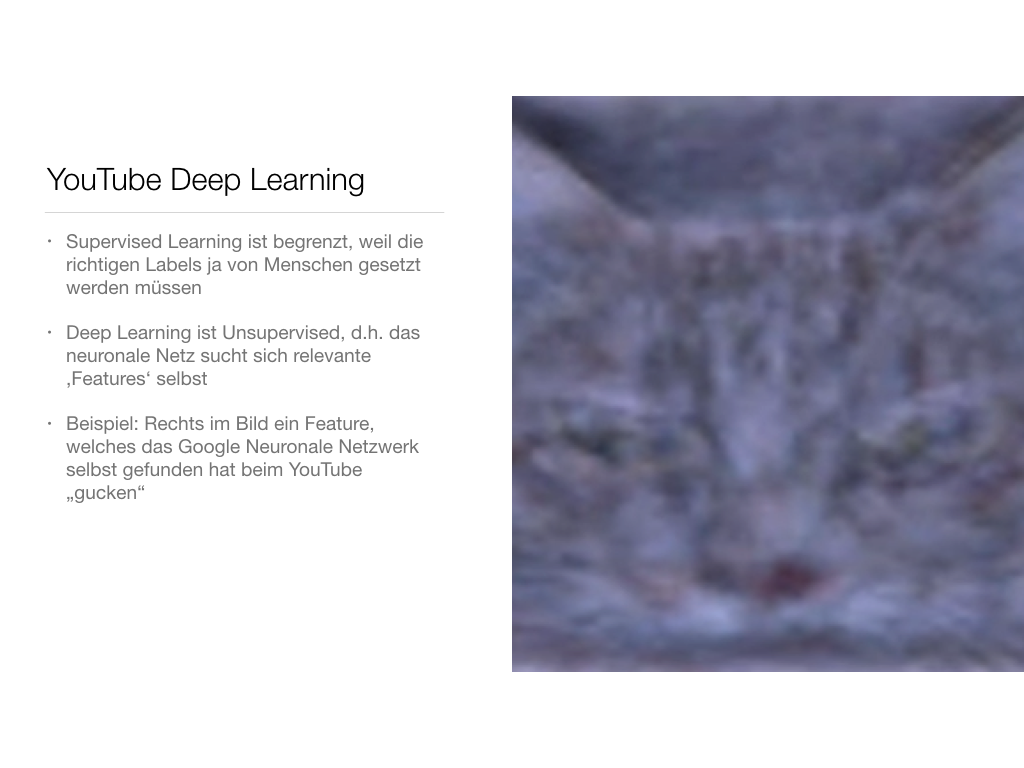 YouTube Deep Learning
• Supervised Learning ist begrenzt, weil die
richtigen Labels ja von Menschen gesetzt
werden müssen
• Deep Learning ist Unsupervised, d.h. das
neuronale Netz sucht sich relevante
‚Features‘ selbst
• Beispiel: Rechts im Bild ein Feature,
welches das Google Neuronale Netzwerk
selbst gefunden hat beim YouTube
„gucken“